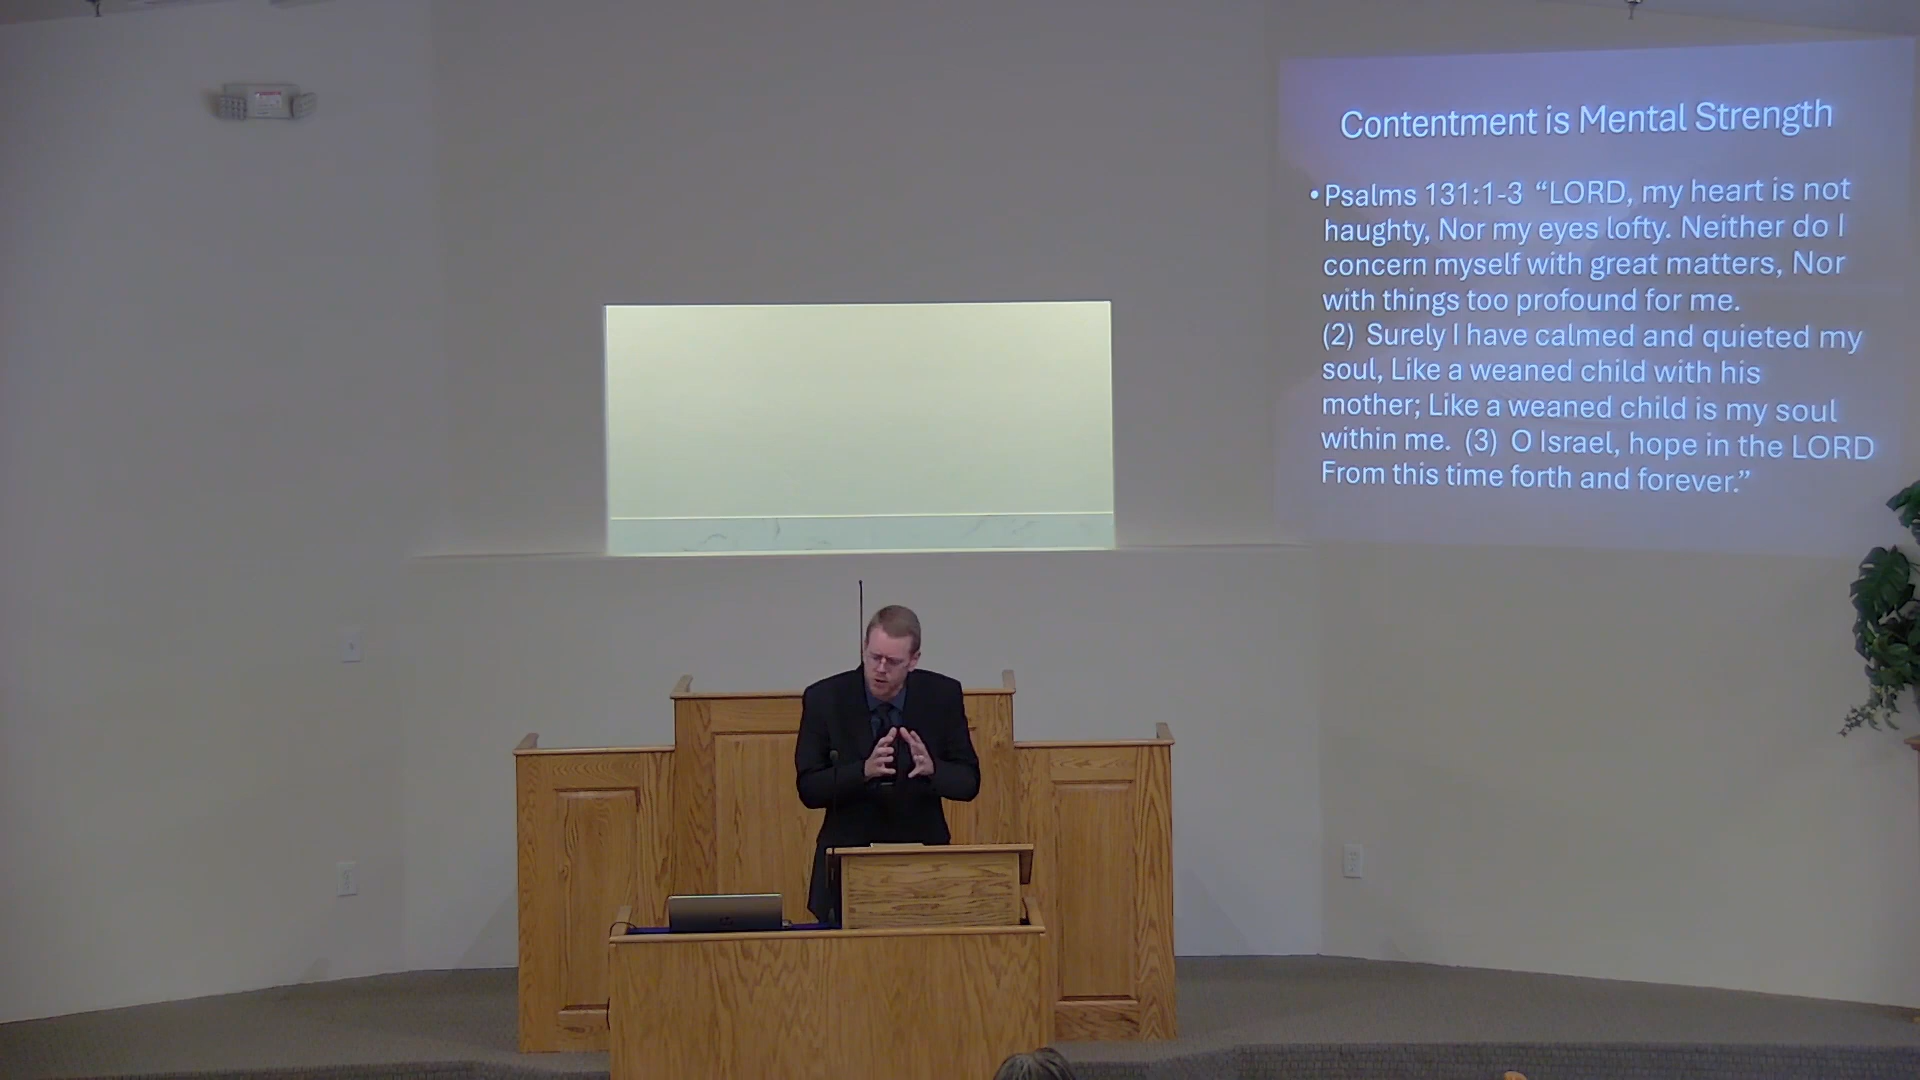 Contentment is Mental Strength
• Psalms 131:1-3 “LORD, my heart is not
haughty, Nor my eyes lofty. Neither do I
concern myself with great matters, Nor
with things too profound for me.
(2) Surely I have calmed and quieted my
soul, Like a weaned child with his
mother; Like a weaned child is my soul
within me. (3) O Israel, hope in the LORD
From this time forth and forever.”